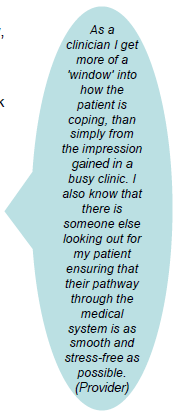 ,
k
As a
clinician I get
more of a
'window' into
how the
patient is
coping, than
simply from
the impression
gained in a
busy clinic. I
also know that
there is
someone else
looking out for
my patient
ensuring that
their pathway
through the
medical
system is as
smooth and
stress-free as
possible.
(Provider)